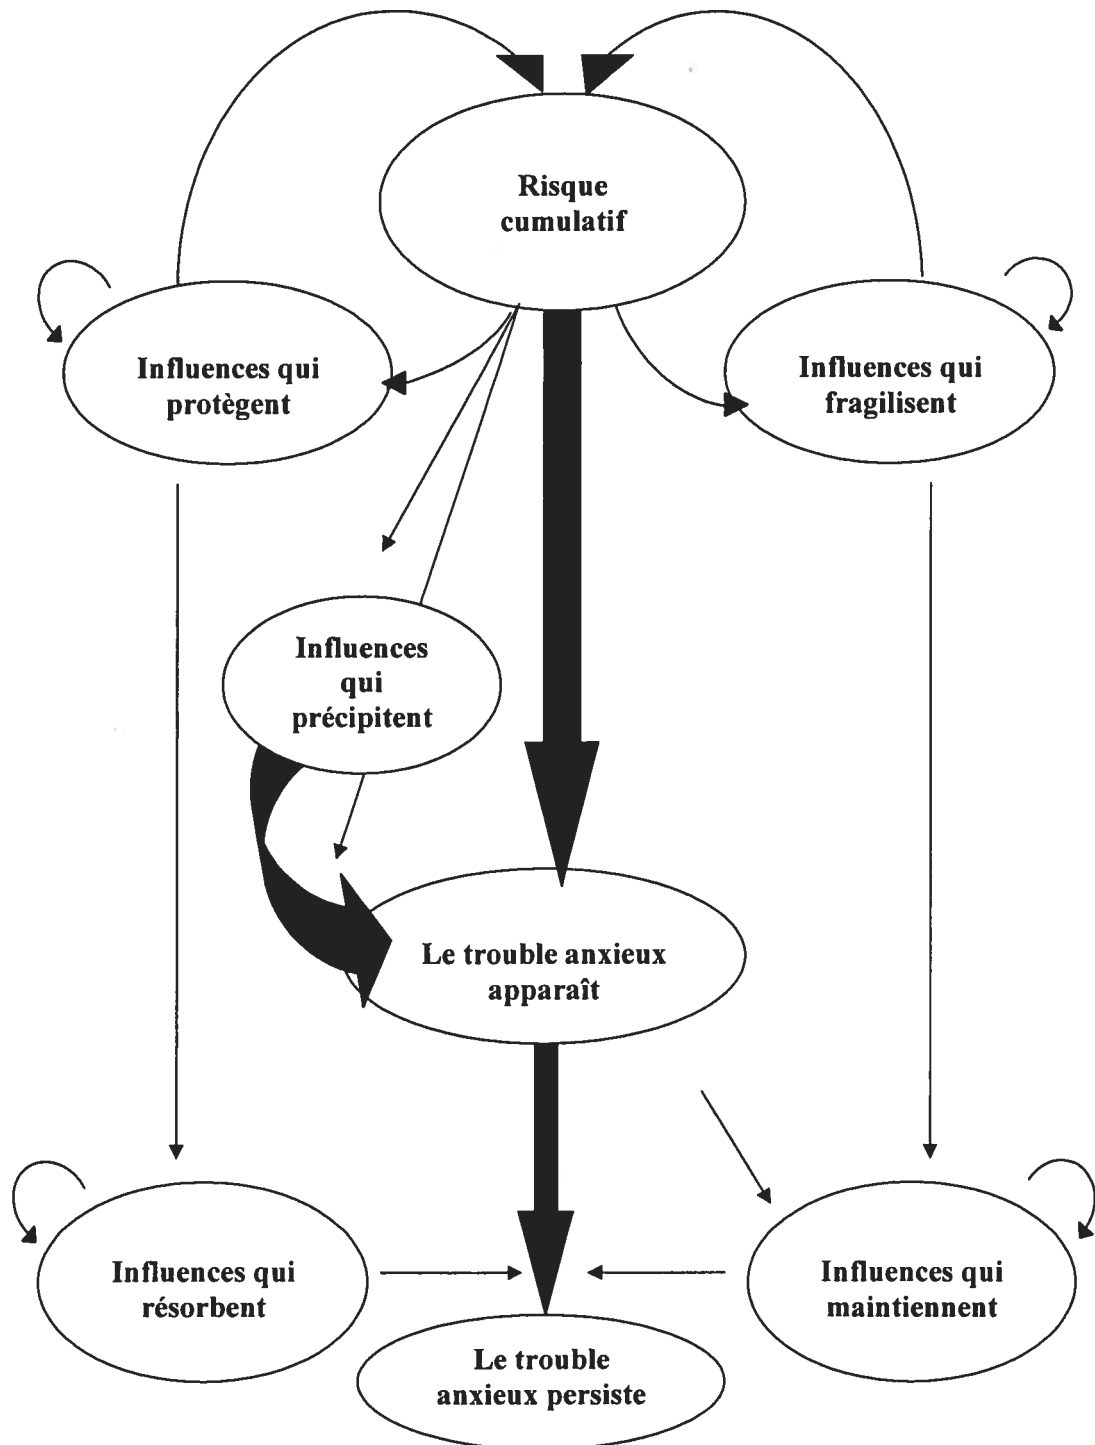 Risque
cumulatif
Influences qui
protègent
Influences qui
fragilisent
Influences
qui
précipitent
Le trouble anxieux
apparaît
Influences qui
résorbent
Influences qui
maintiennent
Le trouble
anxieux persiste